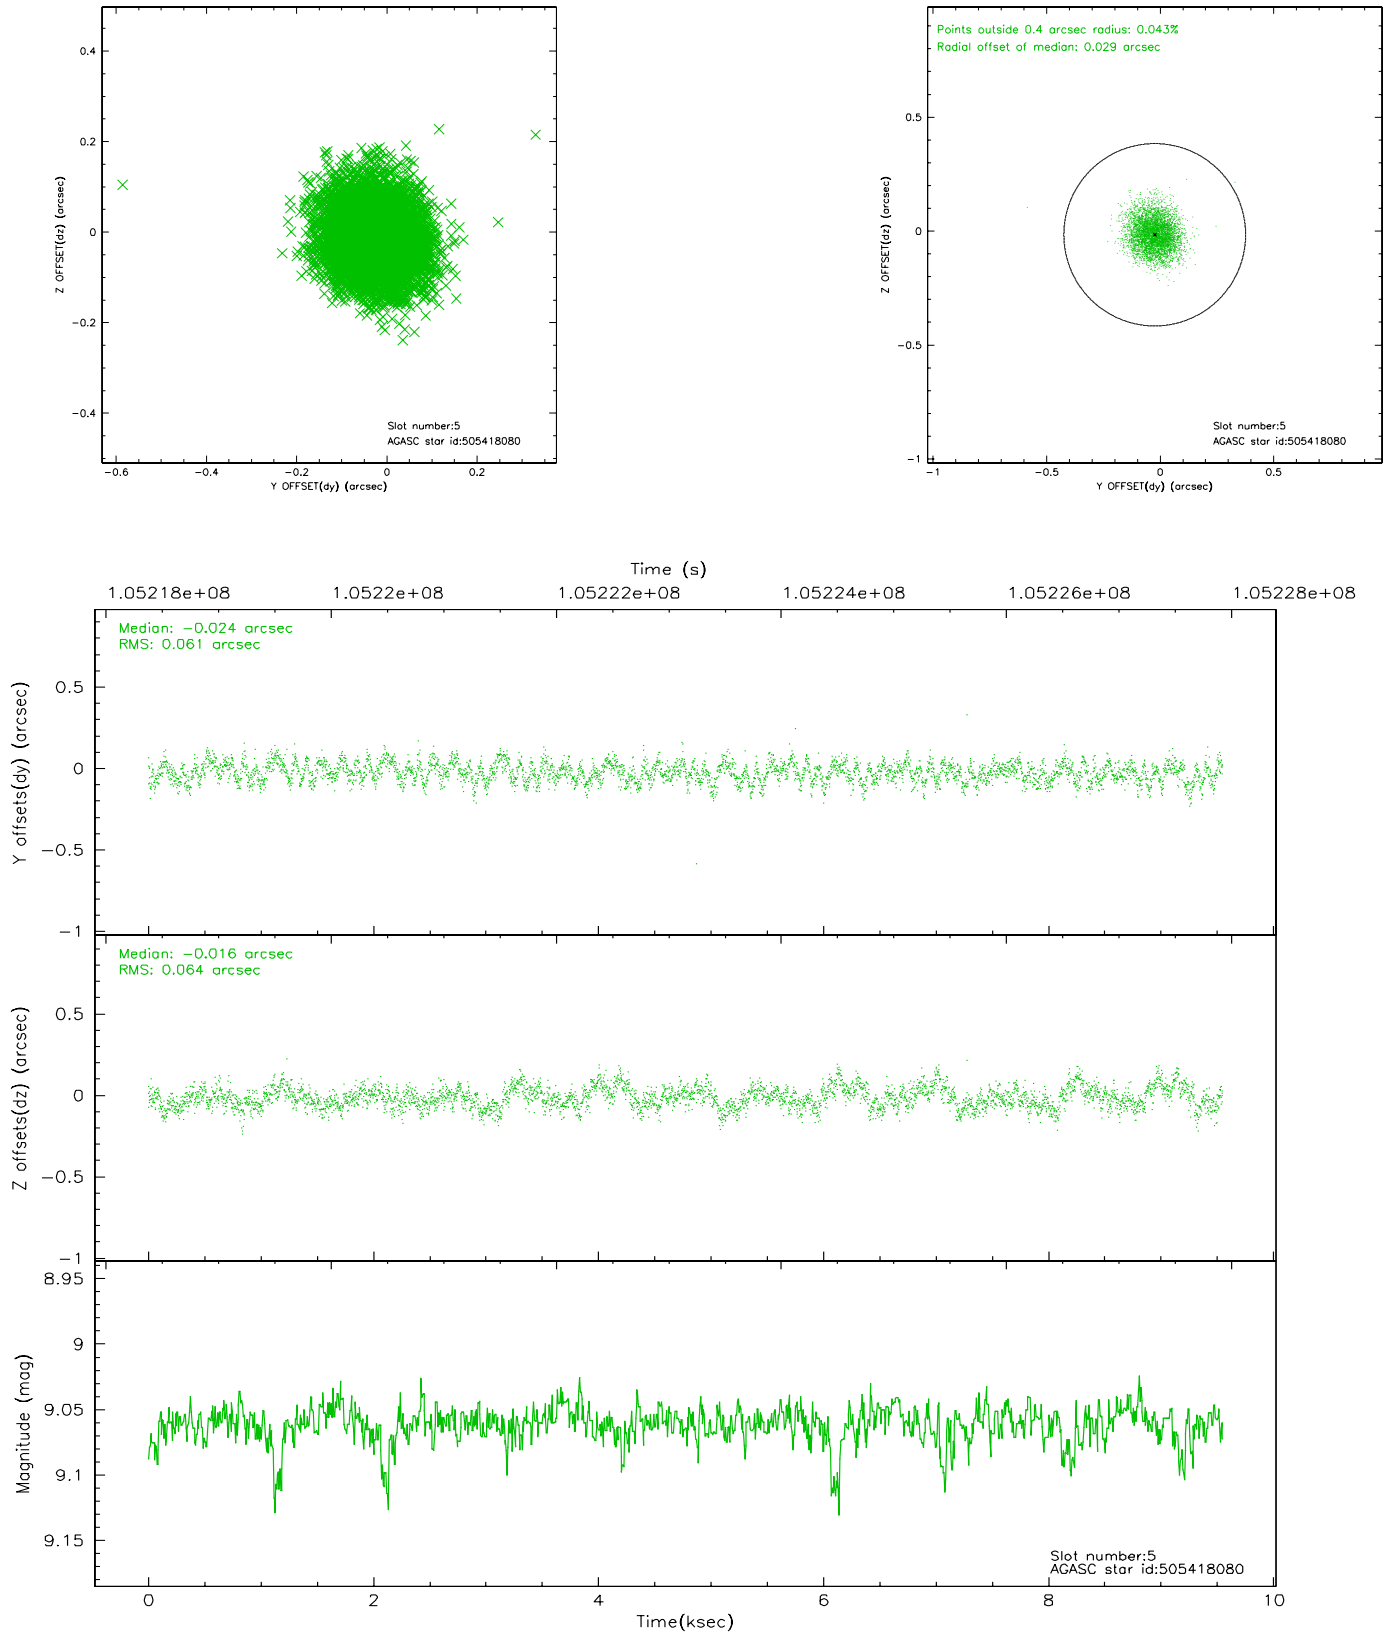 0.4
0.2
0
-0.2
-0.4
Z OFFSET(dz) (arcsec)
Slot number:5
AGASC star id:505418080
-0.6 -0.4 -0.2 0 0.2
Y OFFSET(dy) (arcsec)
Points outside 0.4 arcsec radius: 0.043%
Radial offset of median: 0.029 arcsec
0.5
0
-0.5
-1
Z OFFSET(dz) (arcsec)
Slot number:5
AGASC star id:505418080
-1 -0.5 0 0.5
Y OFFSET(dy) (arcsec)
Time (s)
1.05218e+08 1.0522e+08 1.05222e+08 1.05224e+08 1.05226e+08 1.05228e+08
Median: -0.024 arcsec
RMS: 0.061 arcsec
0.5
0
-0.5
-1
Y offsets(dy) (arcsec)
Median: -0.016 arcsec
RMS: 0.064 arcsec
0.5
0
-0.5
-1
Z offsets(dz) (arcsec)
8.95
9
9.05
9.1
9.15
Magnitude (mag)
Slot number:5
AGASC star id:505418080
0 2 4 6 8 10
Time(ksec)